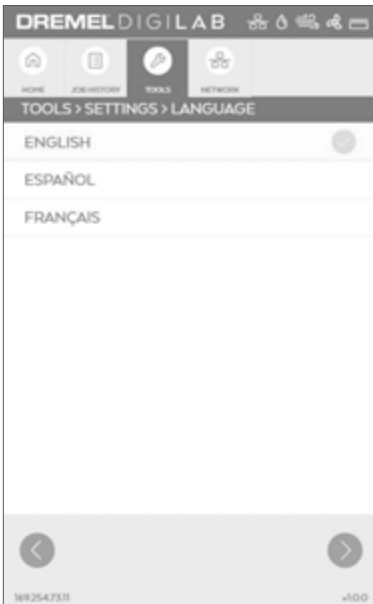 DREMEL DIGILAB
HOME JOB HISTORY TOOLS NETWORK
TOOLS > SETTINGS > LANGUAGE
ENGLISH
ESPAÑOL
FRANÇAIS
169.254.73.11 v1.0.0